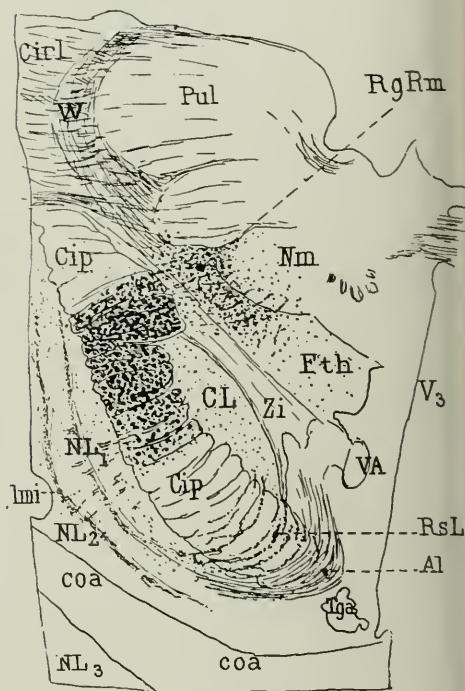 Cirl
W
Pul
RgRm
Cip
Nm
Fth
CL
Zi
V3
NL1
VA
Cip
lmi
NL2
RsL
coa
Al
Tga
NL3
coa